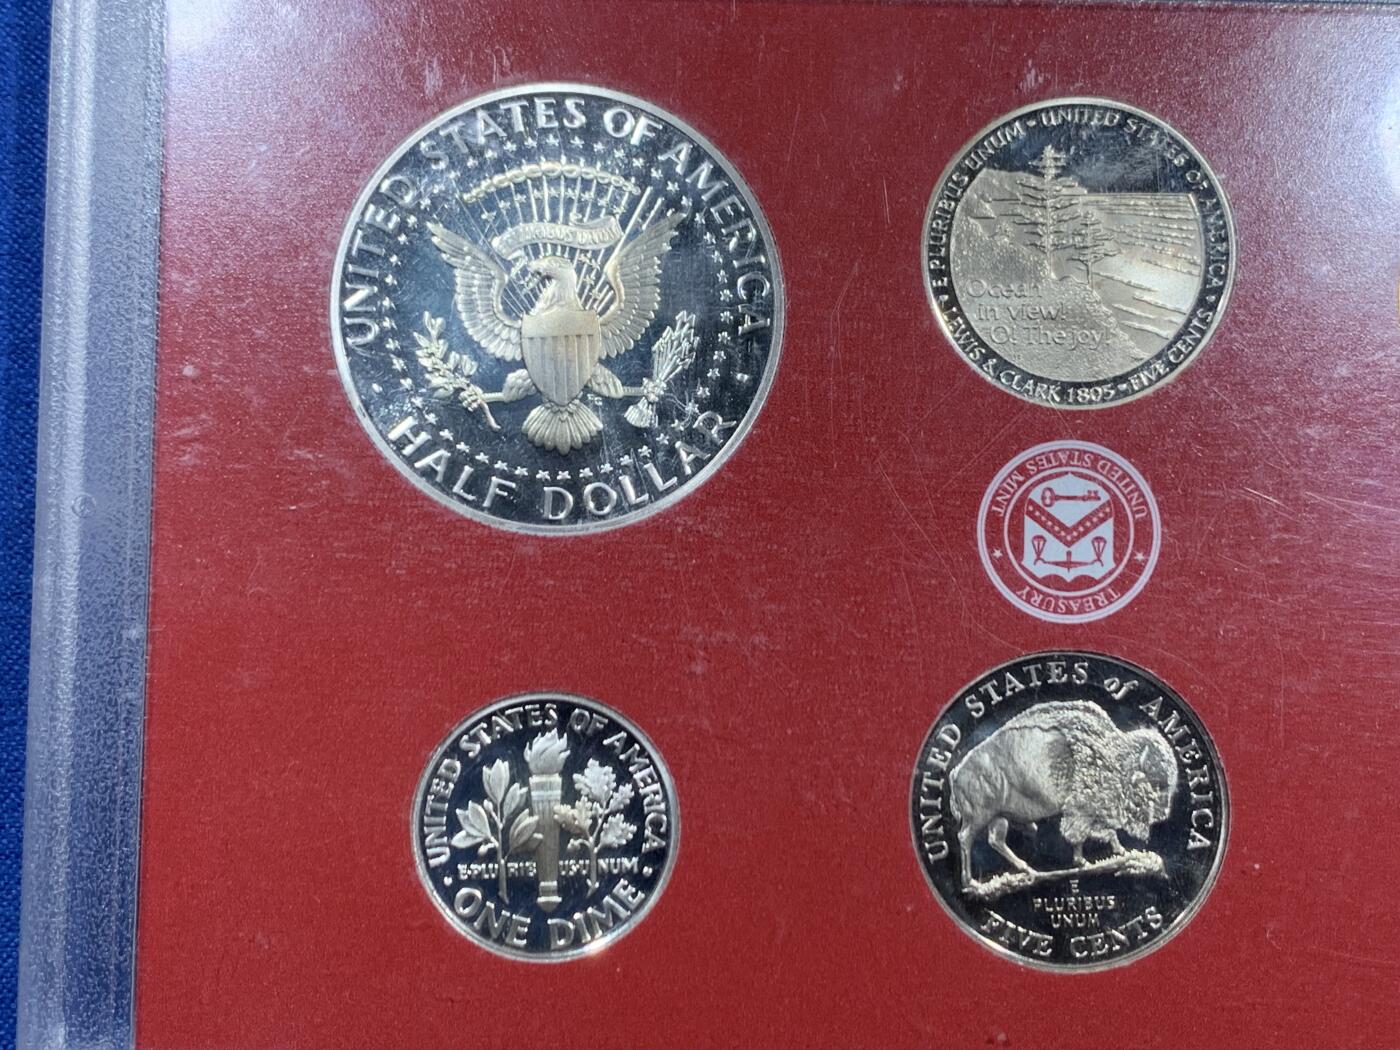 UNITED STATES OF AMERICA
HALF DOLLAR
E PLURIBUS UNUM • UNITED STATES OF AMERICA
Ocean
in view!
O! The joy!
LEWIS & CLARK 1805 • FIVE CENTS
UNITED STATES MINT
TREASURY
UNITED STATES OF AMERICA
E • PLURIBUS • UNUM
• ONE DIME •
UNITED STATES of AMERICA
E
PLURIBUS
UNUM
FIVE CENTS